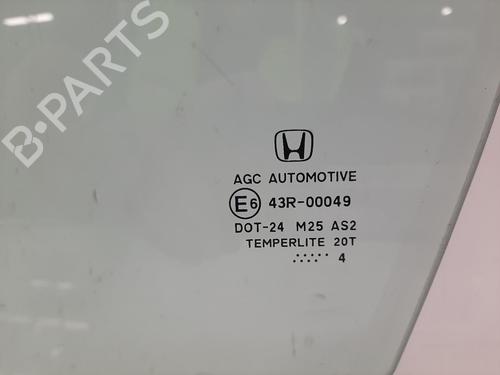 B-PARTS
AGC AUTOMOTIVE
E6 43R-00049
DOT-24 M25 AS2
TEMPERLITE 20T
..... 4